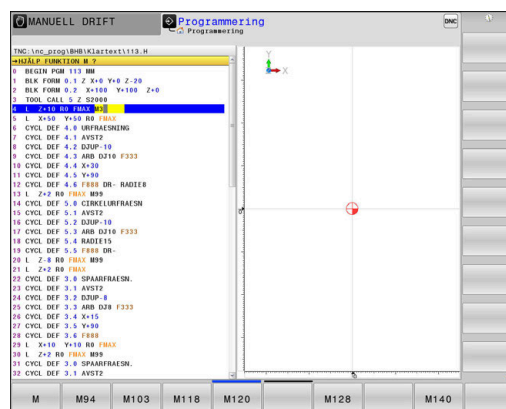 MANUELL DRIFT
Programmering
Programmering
DNC
TNC:\nc_prog\BHB\Klartext\113.H
→HJÄLP FUNKTION M ?
0 BEGIN PGM 113 MM
1 BLK FORM 0.1 Z X+0 Y+0 Z-20
2 BLK FORM 0.2 X+100 Y+100 Z+0
3 TOOL CALL 5 Z S2000
4 L Z+10 R0 FMAX M3
5 L X+50 Y+50 R0 FMAX
6 CYCL DEF 4.0 URFRAESNING
7 CYCL DEF 4.1 AVST2
8 CYCL DEF 4.2 DJUP-10
9 CYCL DEF 4.3 ARB DJ10 F333
10 CYCL DEF 4.4 X+30
11 CYCL DEF 4.5 Y+90
12 CYCL DEF 4.6 F888 DR- RADIE8
13 L Z+2 R0 FMAX M99
14 CYCL DEF 5.0 CIRKELURFRAESN
15 CYCL DEF 5.1 AVST2
16 CYCL DEF 5.2 DJUP-10
17 CYCL DEF 5.3 ARB DJ10 F333
18 CYCL DEF 5.4 RADIE15
19 CYCL DEF 5.5 F888 DR-
20 L Z-8 R0 FMAX M99
21 L Z+2 R0 FMAX
22 CYCL DEF 3.0 SPAARFRAESN.
23 CYCL DEF 3.1 AVST2
24 CYCL DEF 3.2 DJUP-8
25 CYCL DEF 3.3 ARB DJ8 F333
26 CYCL DEF 3.4 X+15
27 CYCL DEF 3.5 Y+90
28 CYCL DEF 3.6 F888
29 L X+10 Y+10 R0 FMAX
30 L Z+2 R0 FMAX M99
31 CYCL DEF 3.0 SPAARFRAESN.
32 CYCL DEF 3.1 AVST2
Y
X
M
M94
M103
M118
M120
M128
M140